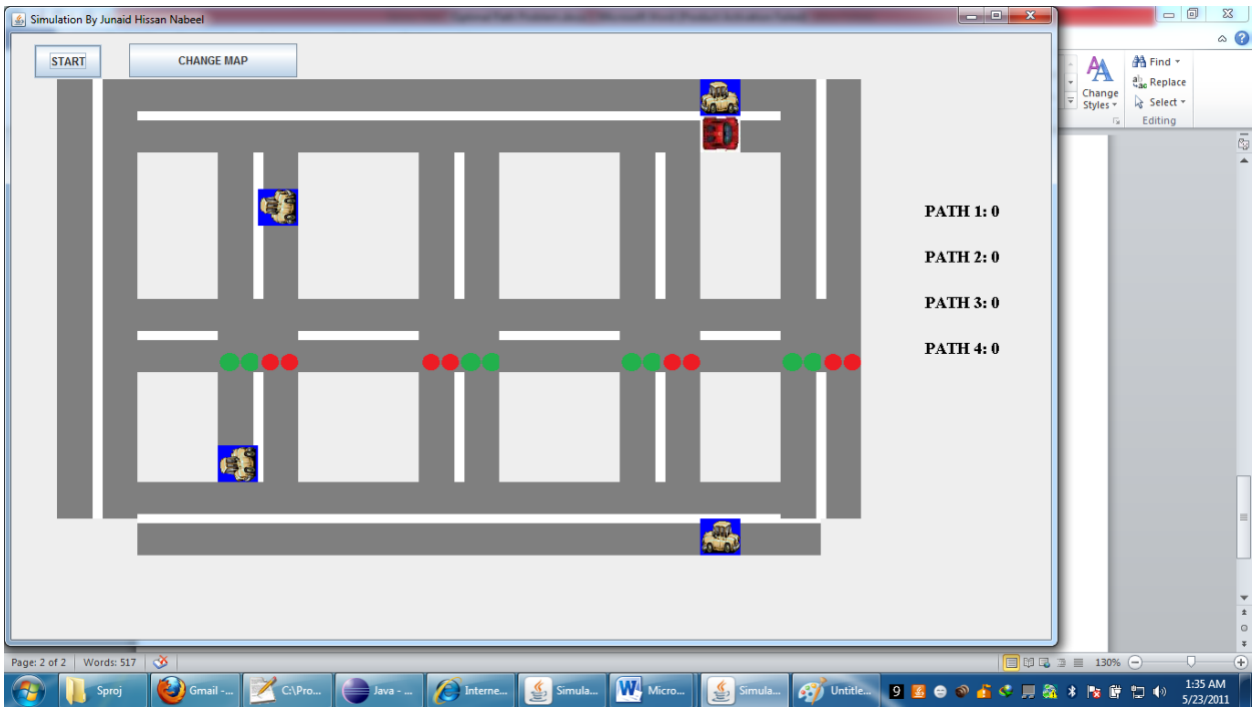 Simulation By Junaid Hissan Nabeel
START
CHANGE MAP
PATH 1: 0
PATH 2: 0
PATH 3: 0
PATH 4: 0
Change
Styles
Find
Replace
Select
Editing
Page: 2 of 2 Words: 517
130%
Sproj
Gmail -...
C:\Pro...
Java - ...
Interne...
Simula...
Micro...
Simula...
Untitle...
9
1:35 AM
5/23/2011